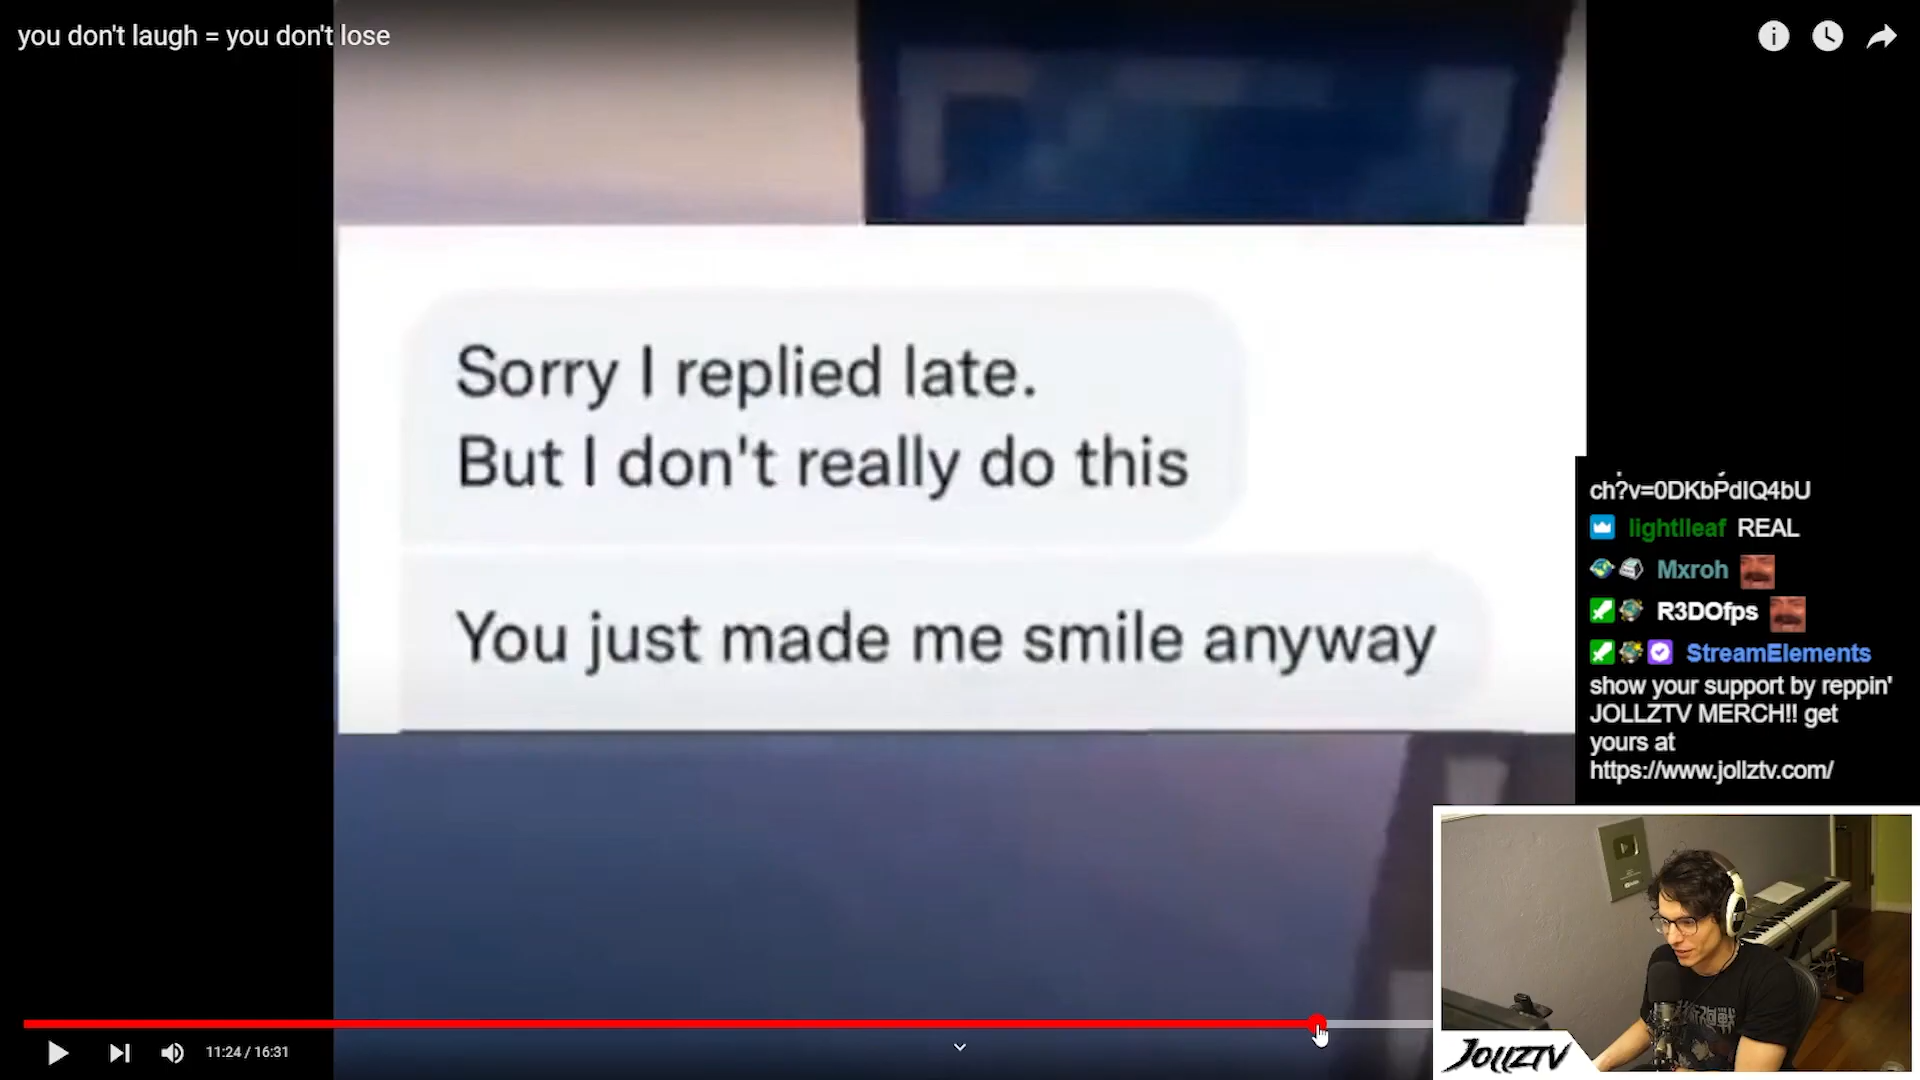 you don't laugh = you don't lose
Sorry I replied late.
But I don't really do this
You just made me smile anyway
ch?v=0DKbPdIQ4bU
lightlleaf REAL
Mxroh
R3DOfps
StreamElements
show your support by reppin'
JOLLZTV MERCH!! get
yours at
https://www.jollztv.com/
11:24 / 16:31
JOLLZTV